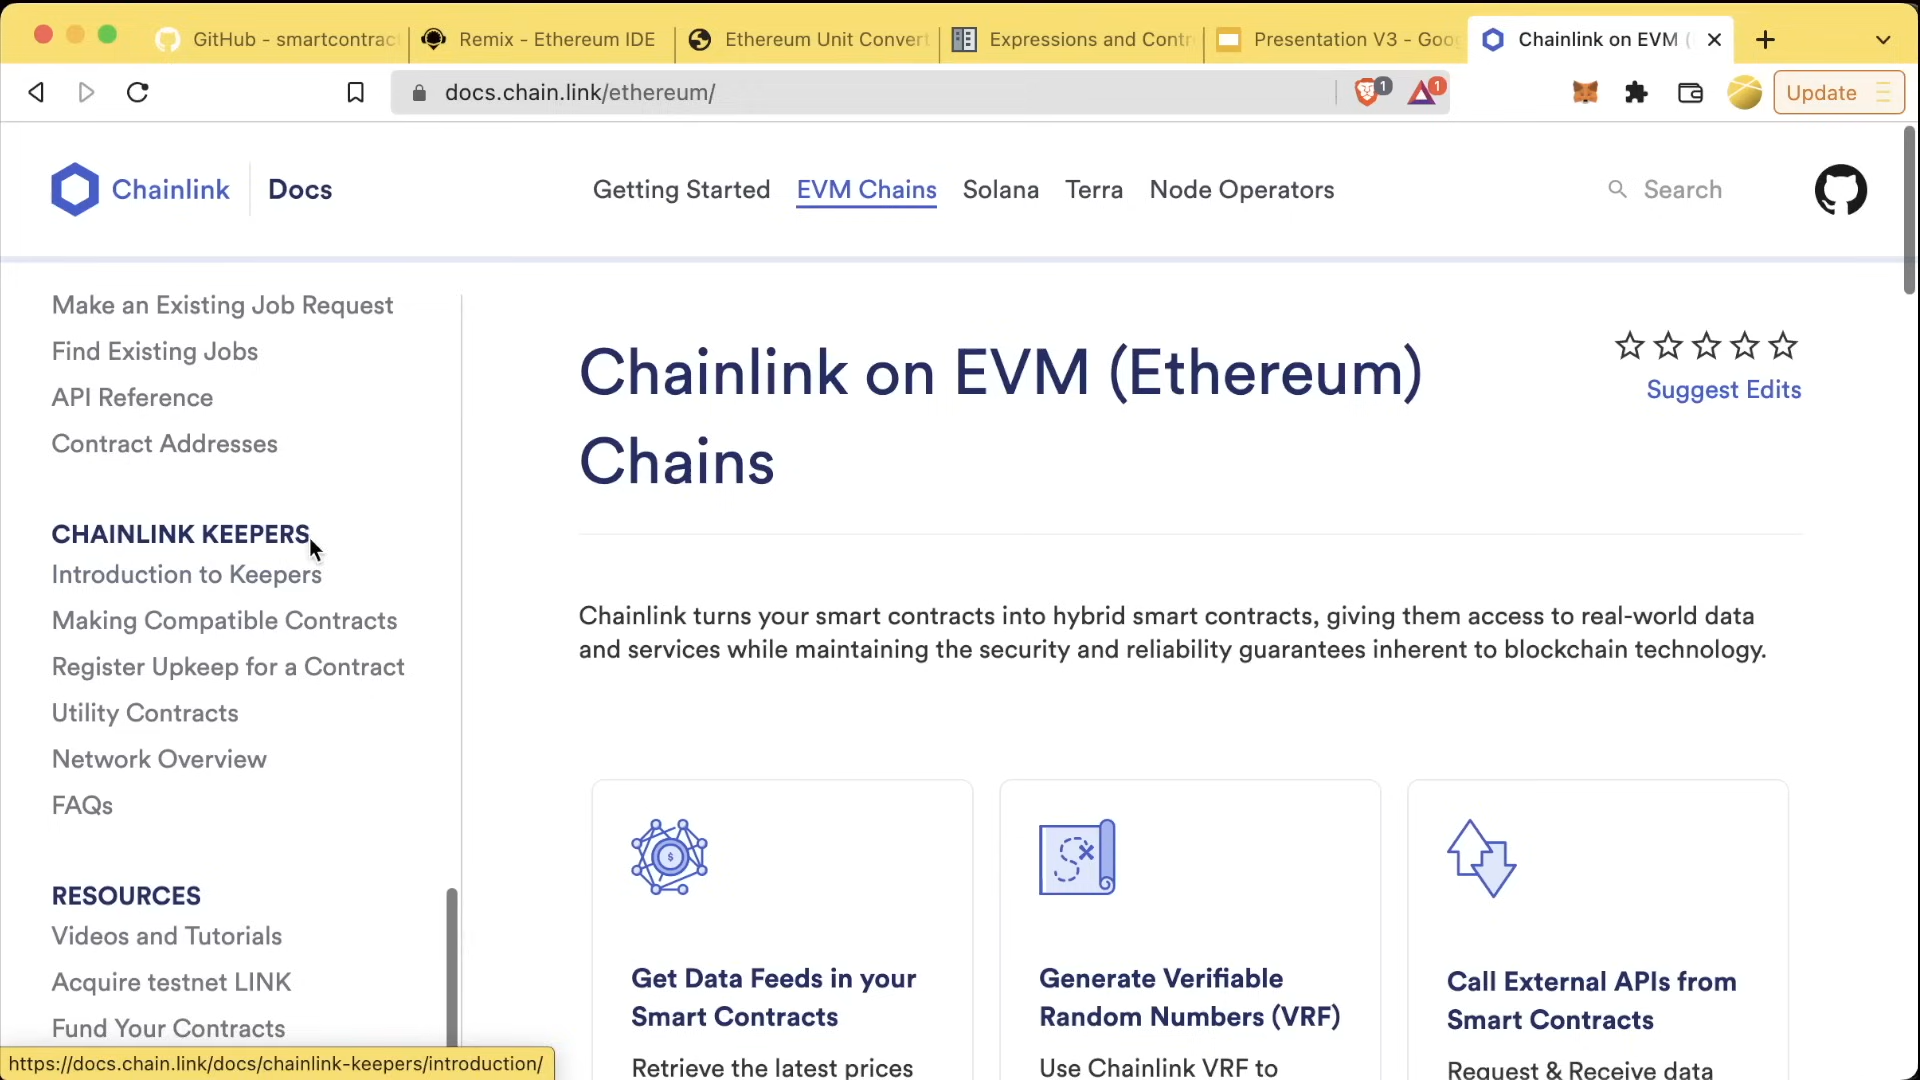 GitHub - smartcontrac
Remix - Ethereum IDE
Ethereum Unit Convert
Expressions and Contr
Presentation V3 - Goo
Chainlink on EVM (
docs.chain.link/ethereum/
1
1
Update
Chainlink
Docs
Getting Started
EVM Chains
Solana
Terra
Node Operators
Search
Make an Existing Job Request
Find Existing Jobs
API Reference
Contract Addresses
CHAINLINK KEEPERS
Introduction to Keepers
Making Compatible Contracts
Register Upkeep for a Contract
Utility Contracts
Network Overview
FAQs
RESOURCES
Videos and Tutorials
Acquire testnet LINK
Fund Your Contracts
https://docs.chain.link/docs/chainlink-keepers/introduction/
Chainlink on EVM (Ethereum)
Chains
Suggest Edits
Chainlink turns your smart contracts into hybrid smart contracts, giving them access to real-world data
and services while maintaining the security and reliability guarantees inherent to blockchain technology.
$
Get Data Feeds in your
Smart Contracts
Retrieve the latest prices
Generate Verifiable
Random Numbers (VRF)
Use Chainlink VRF to
Call External APIs from
Smart Contracts
Request & Receive data